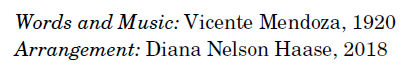 Words and Music: Vicente Mendoza, 1920
Arrangement: Diana Nelson Haase, 2018